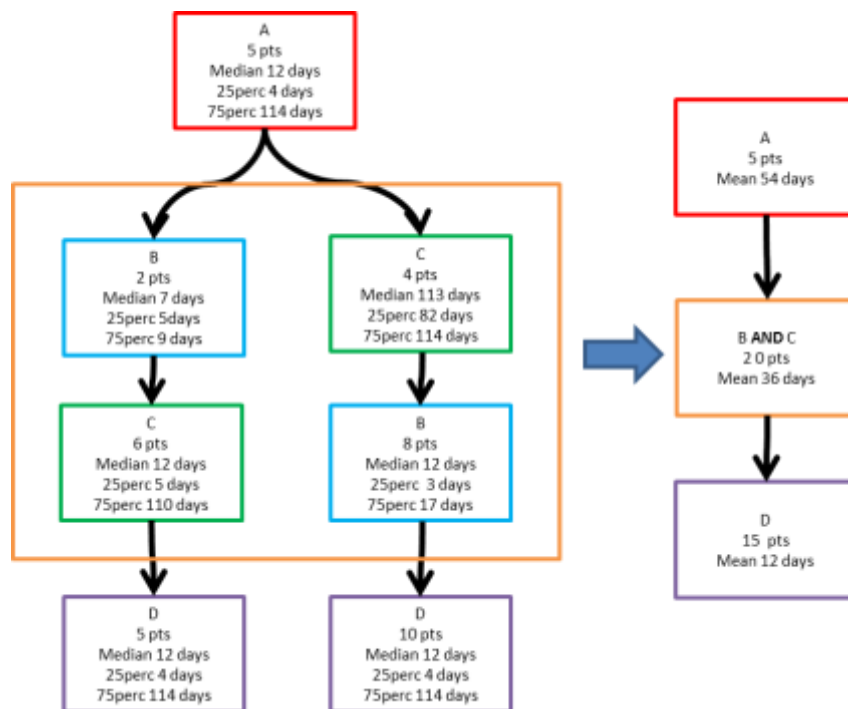 A
5 pts
Median 12 days
25perc 4 days
75perc 114 days
B
2 pts
Median 7 days
25perc 5days
75perc 9 days
C
4 pts
Median 113 days
25perc 82 days
75perc 114 days
C
6 pts
Median 12 days
25perc 5 days
75perc 110 days
B
8 pts
Median 12 days
25perc 3 days
75perc 17 days
D
5 pts
Median 12 days
25perc 4 days
75perc 114 days
D
10 pts
Median 12 days
25perc 4 days
75perc 114 days
A
5 pts
Mean 54 days
B AND C
2 0 pts
Mean 36 days
D
15 pts
Mean 12 days